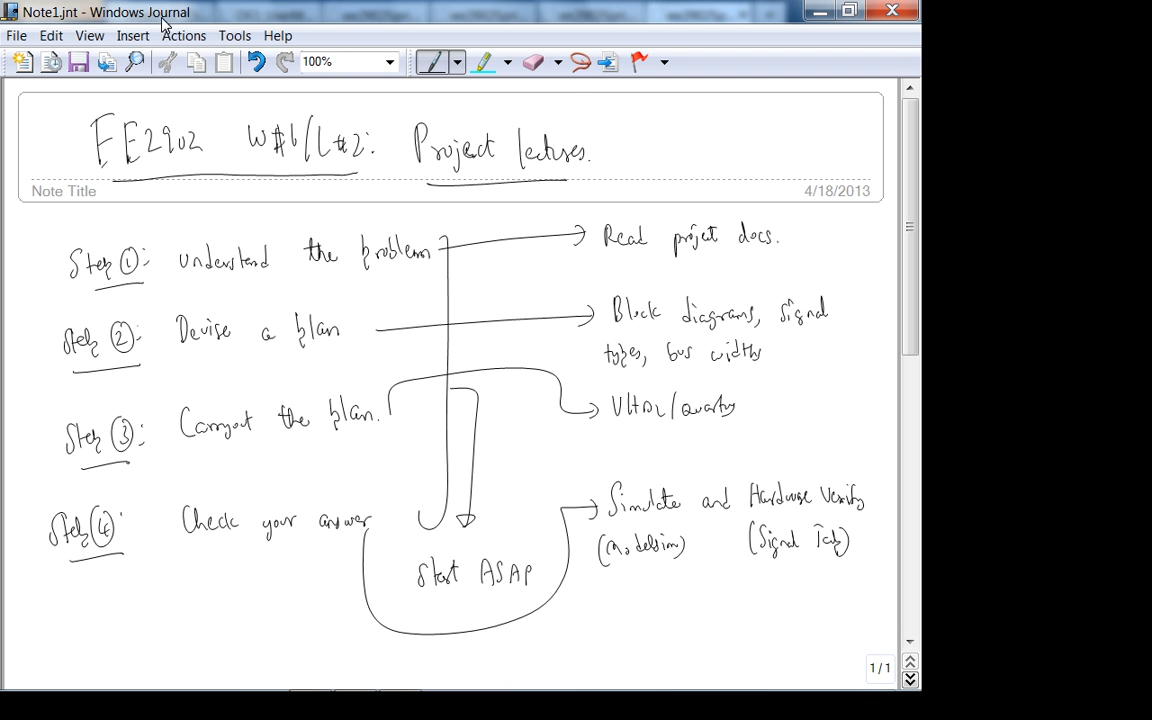 Note1.jnt - Windows Journal
File Edit View Insert Actions Tools Help
100%
EE2902 W#6/L#2: Project lectures.
Note Title 4/18/2013
Step ①: Understand the problem Read projet docs.
Step ②: Devise a plan Block diagrams, signal
types, bus widths
Step ③: Carryout the plan. VHDL/Quartus
Step ④: Check your answer Simulate and Hardware Verify
(Modelsim) (Signal Tap)
Start ASAP
1/1